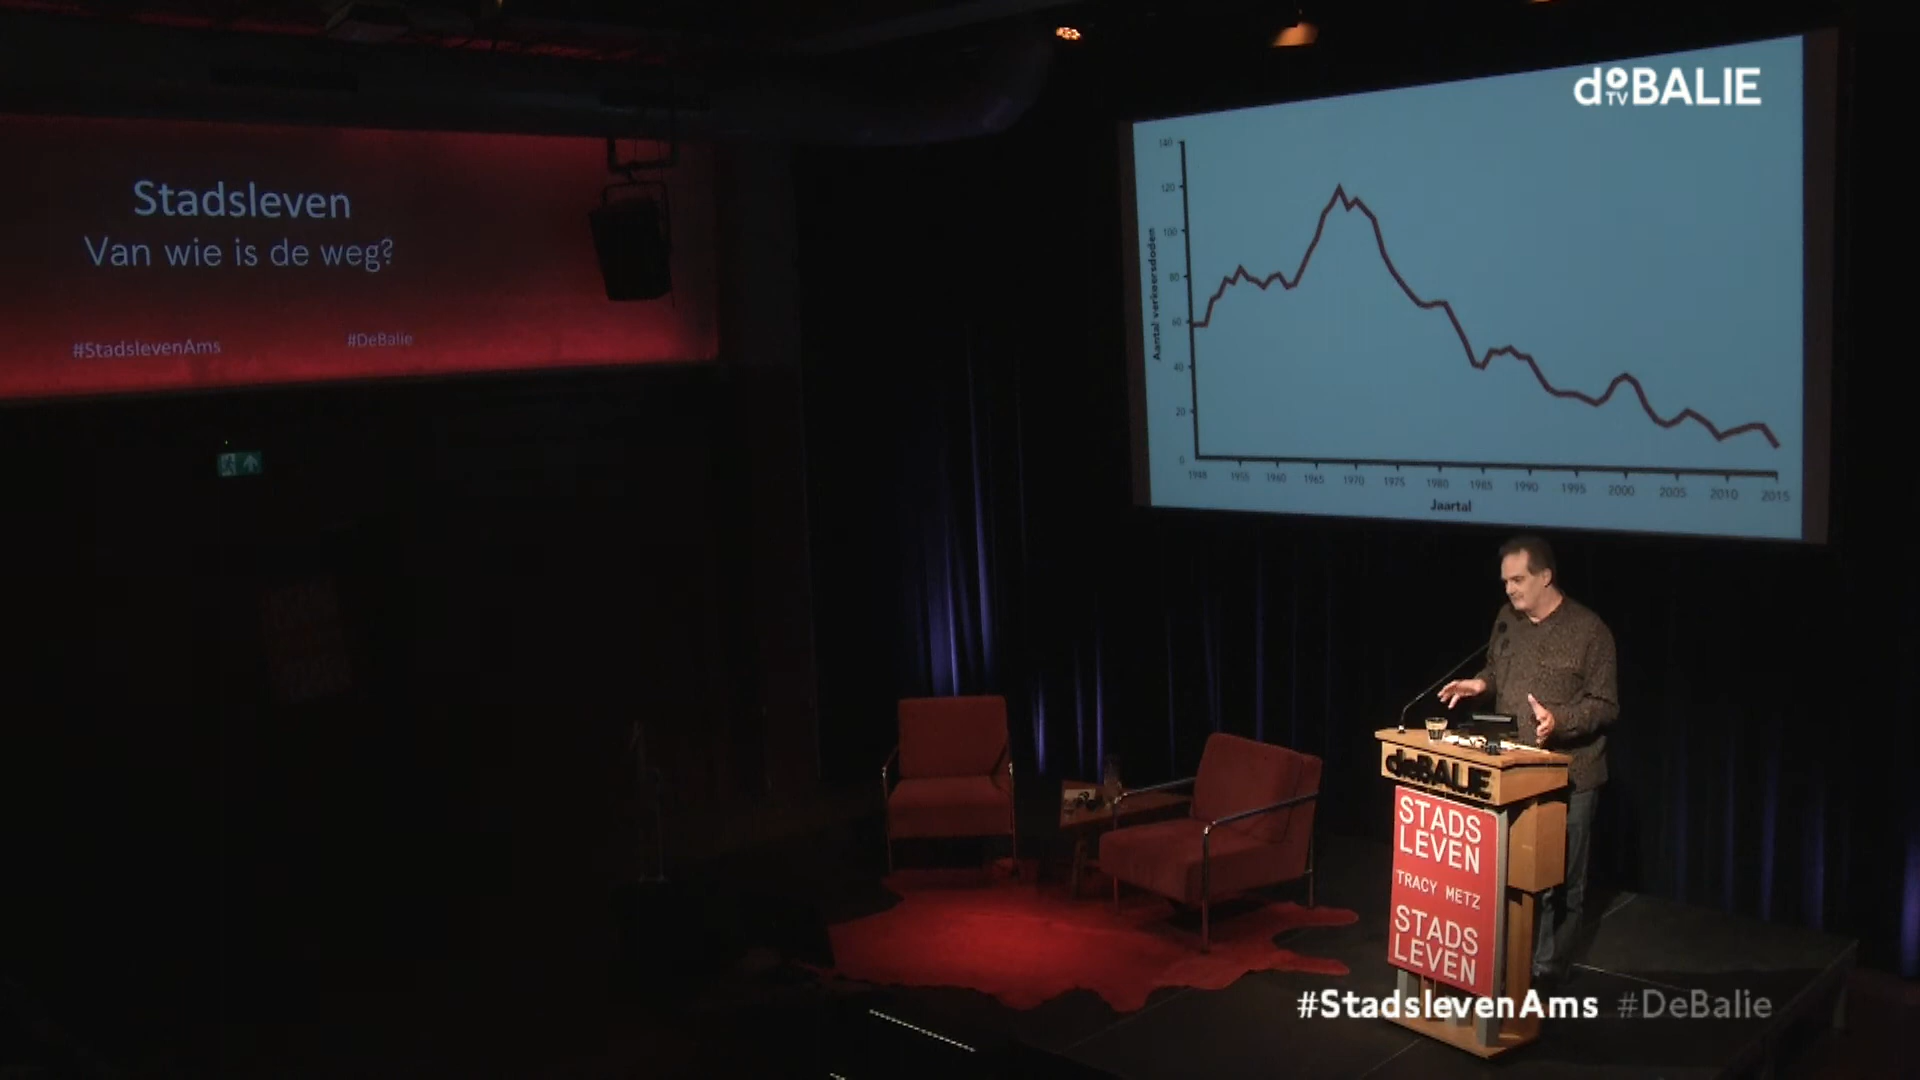 Stadsleven
Van wie is de weg?
#StadslevenAms #DeBalie
doTVBALIE
Aantal verkeersdoden
140
120
100
80
60
40
20
0
1948 1955 1960 1965 1970 1975 1980 1985 1990 1995 2000 2005 2010 2015
Jaartal
deBALIE
STADS
LEVEN
TRACY METZ
STADS
LEVEN
#StadslevenAms #DeBalie